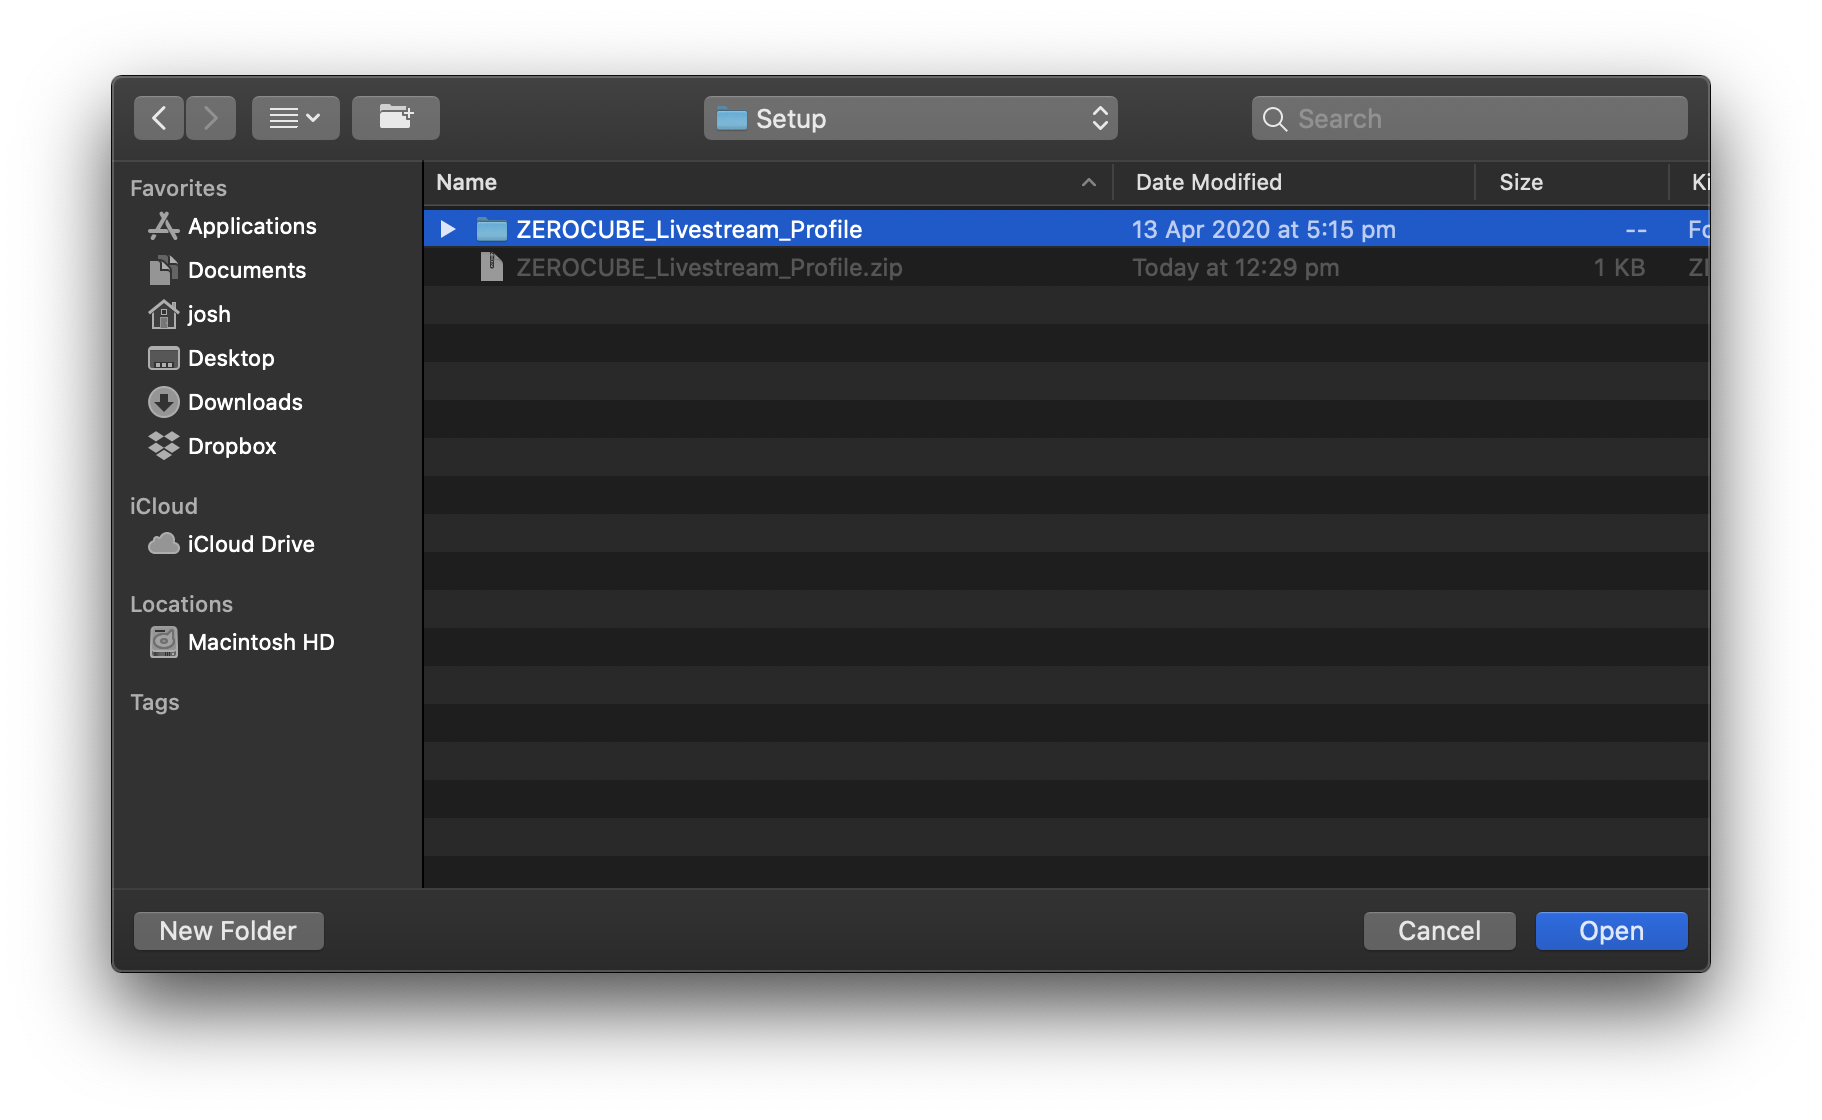 Setup
Search
Favorites
Applications
Documents
josh
Desktop
Downloads
Dropbox
iCloud
iCloud Drive
Locations
Macintosh HD
Tags
Name Date Modified Size Ki
ZEROCUBE_Livestream_Profile 13 Apr 2020 at 5:15 pm -- Fo
ZEROCUBE_Livestream_Profile.zip Today at 12:29 pm 1 KB ZI
New Folder Cancel Open